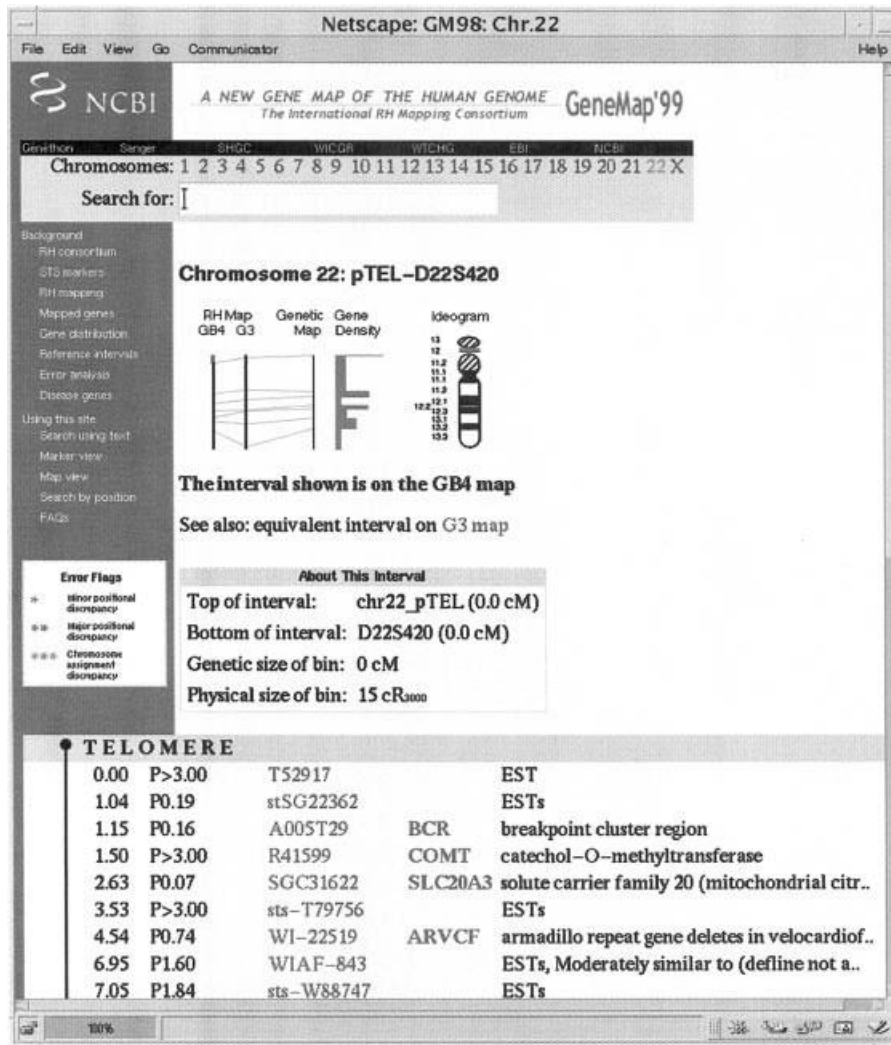 Netscape: GM98: Chr.22
File Edit View Go Communicator Help
NCBI
A NEW GENE MAP OF THE HUMAN GENOME
The International RH Mapping Consortium
GeneMap'99
Genethon Sanger SHGC WICGR WTCHG EBI NCBI
Chromosomes: 1 2 3 4 5 6 7 8 9 10 11 12 13 14 15 16 17 18 19 20 21 22 X
Search for:
Background
RH consortium
STS markers
RH mapping
Mapped genes
Gene distribution
Reference intervals
Error analysis
Disease genes
Using this site
Search using text
Marker view
Map view
Search by position
FAQs
Error Flags
* Minor positional
discrepancy
** Major positional
discrepancy
*** Chromosome
assignment
discrepancy
Chromosome 22: pTEL-D22S420
RH Map Genetic Gene Ideogram
GB4 G3 Map Density
13
12
11.2
11.1
11.1
11.2
12.1
12.2
12.3
13.1
13.2
13.3
The interval shown is on the GB4 map
See also: equivalent interval on G3 map
About This Interval
Top of interval: chr22_pTEL (0.0 cM)
Bottom of interval: D22S420 (0.0 cM)
Genetic size of bin: 0 cM
Physical size of bin: 15 cR3000
TELOMERE
0.00 P>3.00 T52917 EST
1.04 P0.19 stSG22362 ESTs
1.15 P0.16 A005T29 BCR breakpoint cluster region
1.50 P>3.00 R41599 COMT catechol-O-methyltransferase
2.63 P0.07 SGC31622 SLC20A3 solute carrier family 20 (mitochondrial citr..
3.53 P>3.00 sts-T79756 ESTs
4.54 P0.74 WI-22519 ARVCF armadillo repeat gene deletes in velocardiof..
6.95 P1.60 WIAF-843 ESTs, Moderately similar to (defline not a..
7.05 P1.84 sts-W88747 ESTs
100%